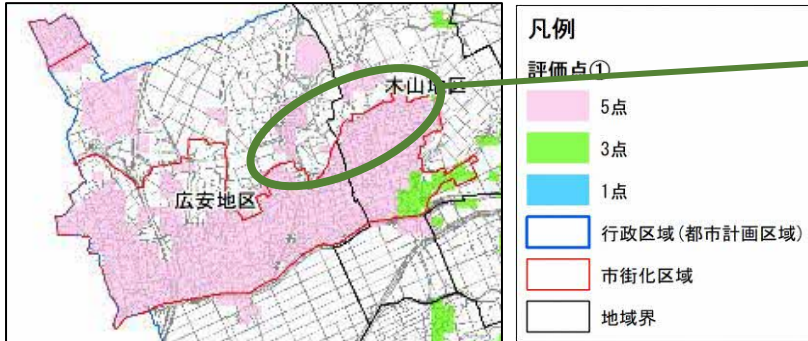 木山地区
広安地区
凡例
評価点①
5点
3点
1点
行政区域(都市計画区域)
市街化区域
地域界